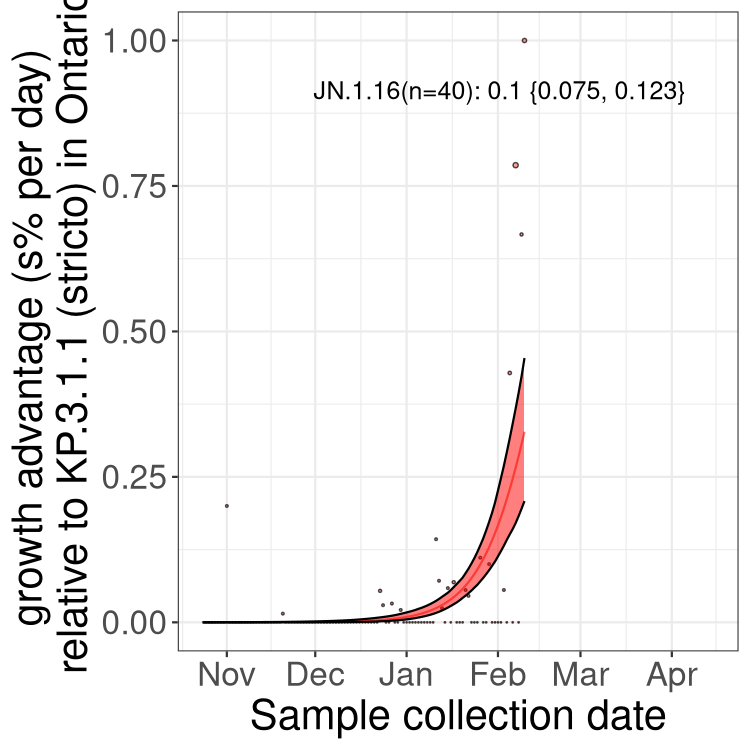 growth advantage (s% per day)
relative to KP.3.1.1 (stricto) in Ontario
1.00
0.75
0.50
0.25
0.00
JN.1.16(n=40): 0.1 {0.075, 0.123}
Nov Dec Jan Feb Mar Apr
Sample collection date